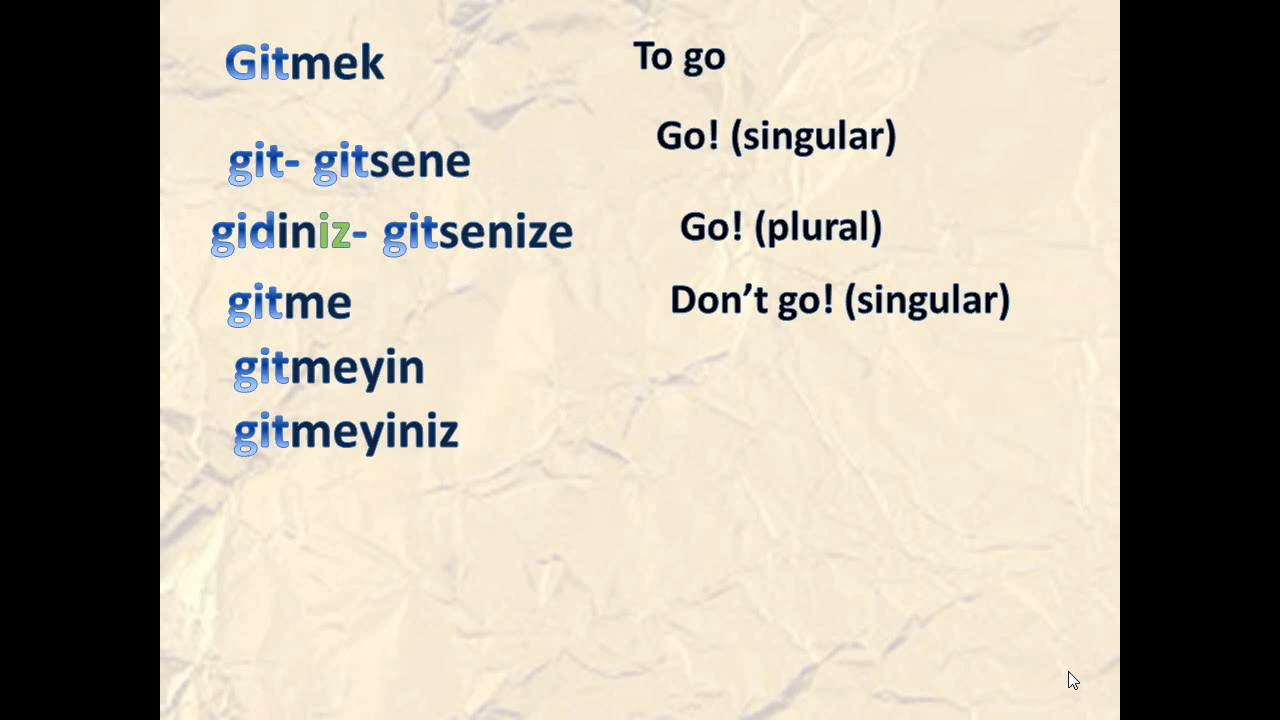 Gitmek To go
git- gitsene Go! (singular)
gidiniz- gitsenize Go! (plural)
gitme Don’t go! (singular)
gitmeyin
gitmeyiniz